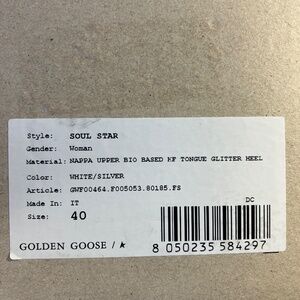 Style: SOUL STAR
Gender: Woman
Material: NAPPA UPPER BIO BASED HF TONGUE GLITTER HEEL
Color: WHITE/SILVER
Article: GWF00464.F005053.80185.FS
Made In: IT
DC
Size: 40
GOLDEN GOOSE /
8 050235 584297